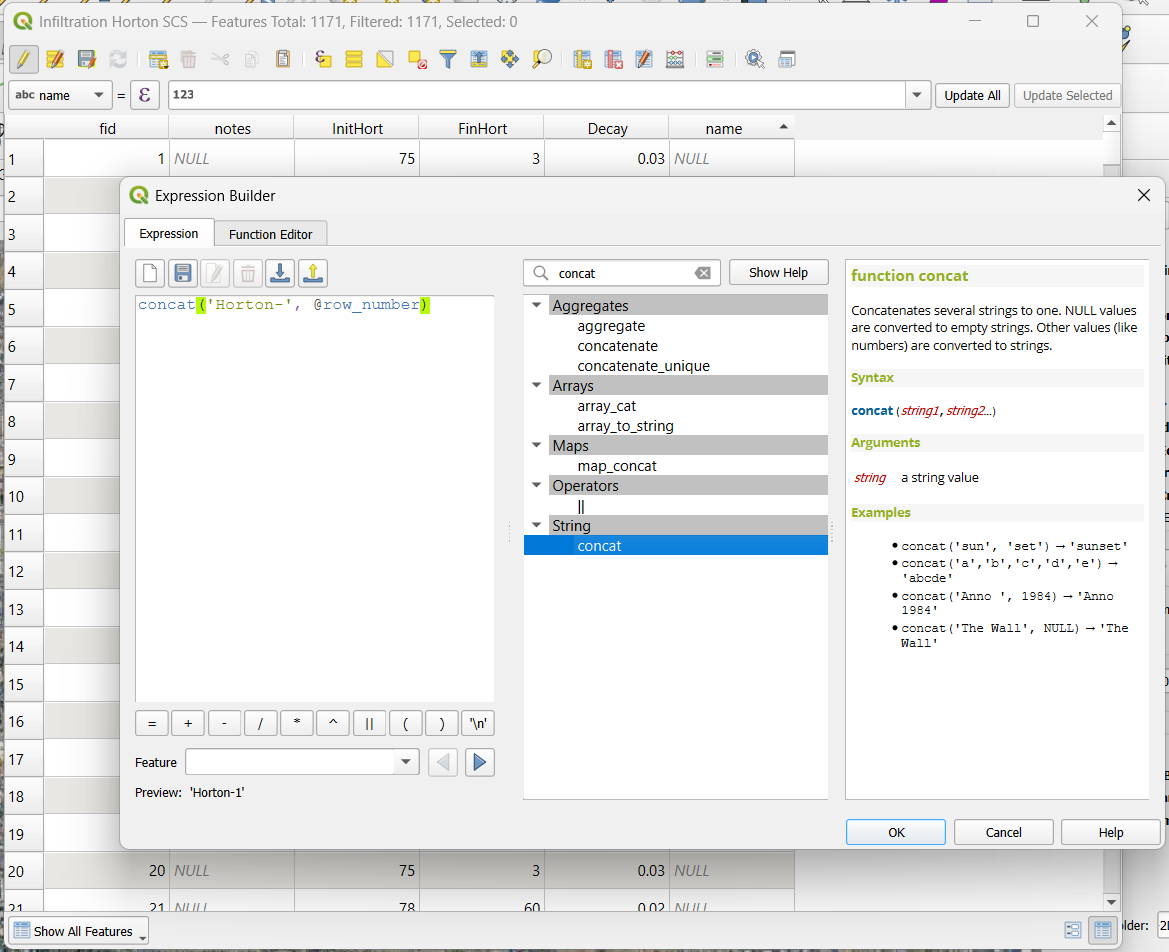 Infiltration Horton SCS — Features Total: 1171, Filtered: 1171, Selected: 0
abc name = ε 123 Update All Update Selected
fid notes InitHort FinHort Decay name
1 1 NULL 75 3 0.03 NULL
2
Expression Builder
3
Expression Function Editor
4
concat Show Help
function concat
5
concat('Horton-', @row_number)
Aggregates
aggregate
concatenate
concatenate_unique
Arrays
array_cat
array_to_string
Maps
map_concat
Operators
||
String
concat
Concatenates several strings to one. NULL values
are converted to empty strings. Other values (like
numbers) are converted to strings.
Syntax
concat (string1, string2...)
Arguments
string a string value
Examples
concat('sun', 'set') → 'sunset'
concat('a','b','c','d','e') →
'abcde'
concat('Anno ', 1984) → 'Anno
1984'
concat('The Wall', NULL) → 'The
Wall'
6
7
8
9
10
11
12
13
14
15
16
= + - / * ^ || ( ) '\n'
17
Feature
18
Preview: 'Horton-1'
19
OK Cancel Help
20 20 NULL 75 3 0.03 NULL
21 21 NULL 78 60 0.02 NULL
Show All Features
lder: